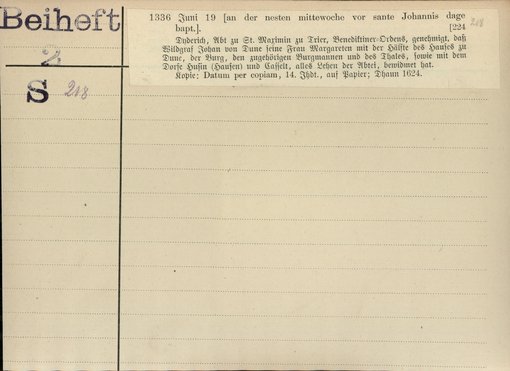 Beiheft
2
S 218
1336 Juni 19 [an der nesten mittewoche vor sante Johannis dage 218
bapt.]. [224
Tyderich, Abt zu St. Maximin zu Trier, Benediktiner-Ordens, genehmigt, daß
Wildgraf Johan von Dune seine Frau Margareten mit der Hälfte des Hauses zu
Dune, der Burg, den zugehörigen Burgmannen und des Thales, sowie mit dem
Dorfe Husin (Hausen) und Casselt, alles Lehen der Abtei, bewidmet hat.
Kopie: Datum per copiam, 14. Jhdt., auf Papier; Dhaun 1624.